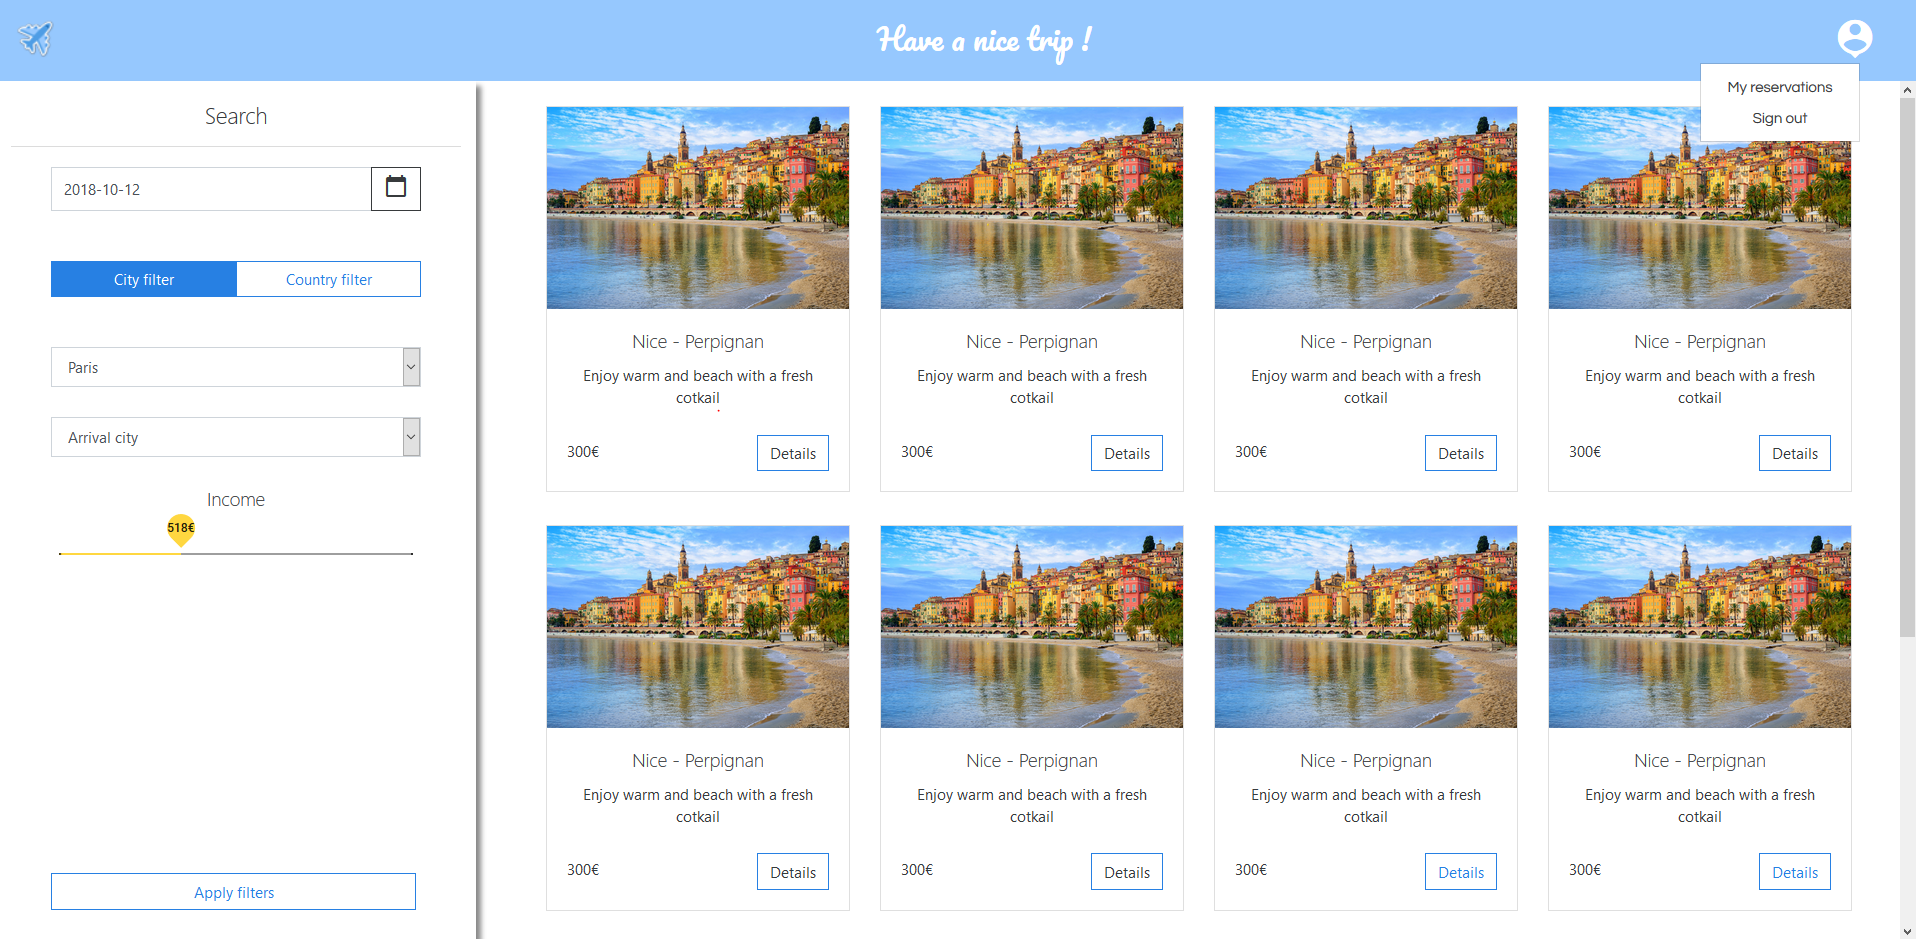 Have a nice trip !
My reservations
Sign out
Search
2018-10-12
City filter
Country filter
Paris
Arrival city
Income
518€
Apply filters
Nice - Perpignan
Enjoy warm and beach with a fresh
cotkail
300€
Details
Nice - Perpignan
Enjoy warm and beach with a fresh
cotkail
300€
Details
Nice - Perpignan
Enjoy warm and beach with a fresh
cotkail
300€
Details
Nice - Perpignan
Enjoy warm and beach with a fresh
cotkail
300€
Details
Nice - Perpignan
Enjoy warm and beach with a fresh
cotkail
300€
Details
Nice - Perpignan
Enjoy warm and beach with a fresh
cotkail
300€
Details
Nice - Perpignan
Enjoy warm and beach with a fresh
cotkail
300€
Details
Nice - Perpignan
Enjoy warm and beach with a fresh
cotkail
300€
Details